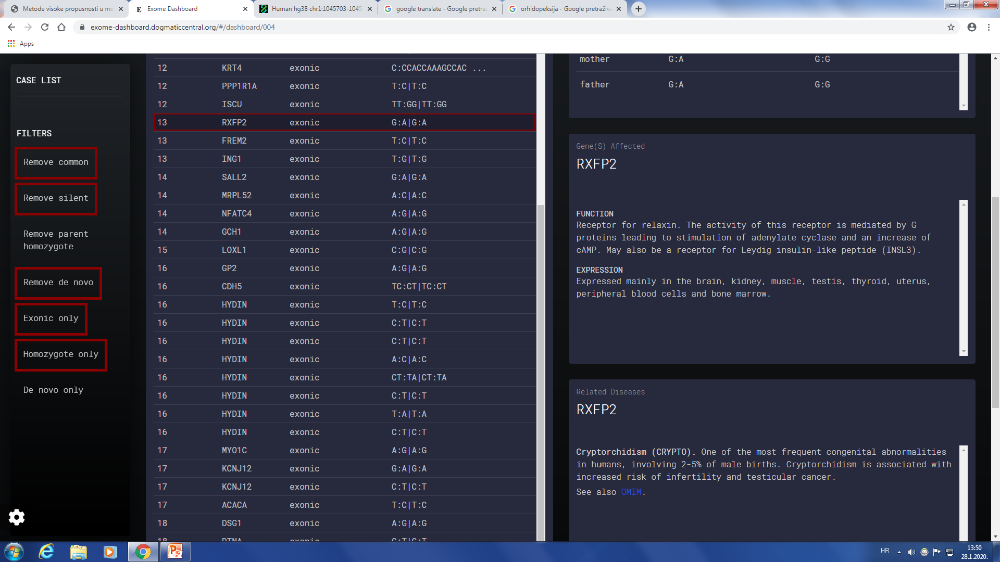 Metode visoke propusnosti u me
Exome Dashboard
Human hg38 chr1:1045703-1045
google translate - Google pretra
orhidopeksija - Google pretraživ
exome-dashboard.dogmaticcentral.org/#/dashboard/004
Apps
CASE LIST
FILTERS
Remove common
Remove silent
Remove parent
homozygote
Remove de novo
Exonic only
Homozygote only
De novo only
12 KRT4 exonic C:CCACCAAAGCCAC ...
12 PPP1R1A exonic T:C|T:C
12 ISCU exonic TT:GG|TT:GG
13 RXFP2 exonic G:A|G:A
13 FREM2 exonic T:C|T:C
13 ING1 exonic T:G|T:G
14 SALL2 exonic G:A|G:A
14 MRPL52 exonic A:C|A:C
14 NFATC4 exonic A:G|A:G
14 GCH1 exonic A:G|A:G
15 LOXL1 exonic C:G|C:G
16 GP2 exonic A:G|A:G
16 CDH5 exonic TC:CT|TC:CT
16 HYDIN exonic T:C|T:C
16 HYDIN exonic C:T|C:T
16 HYDIN exonic C:T|C:T
16 HYDIN exonic A:C|A:C
16 HYDIN exonic CT:TA|CT:TA
16 HYDIN exonic C:T|C:T
16 HYDIN exonic T:A|T:A
16 HYDIN exonic C:T|C:T
17 MYO1C exonic A:G|A:G
17 KCNJ12 exonic G:A|G:A
17 KCNJ12 exonic C:T|C:T
17 ACACA exonic T:C|T:C
18 DSG1 exonic A:G|A:G
18 DTNA exonic
mother G:A G:G
father G:A G:G
Gene(S) Affected
RXFP2
FUNCTION
Receptor for relaxin. The activity of this receptor is mediated by G
proteins leading to stimulation of adenylate cyclase and an increase of
cAMP. May also be a receptor for Leydig insulin-like peptide (INSL3).
EXPRESSION
Expressed mainly in the brain, kidney, muscle, testis, thyroid, uterus,
peripheral blood cells and bone marrow.
Related Diseases
RXFP2
Cryptorchidism (CRYPTO). One of the most frequent congenital abnormalities
in humans, involving 2-5% of male births. Cryptorchidism is associated with
increased risk of infertility and testicular cancer.
See also OMIM.
HR
13:50
28.1.2020.